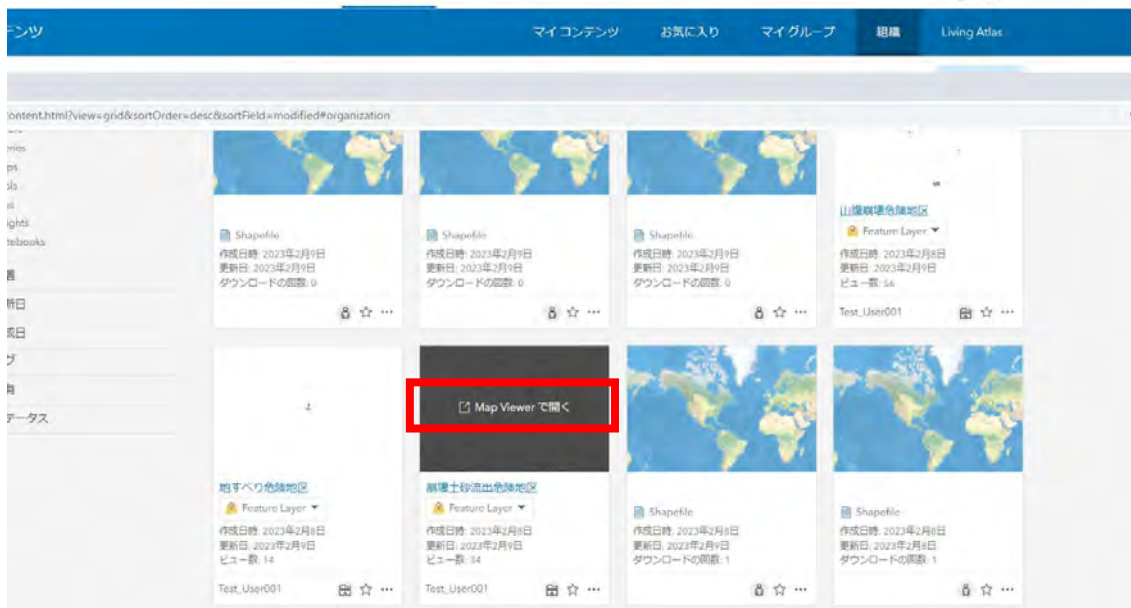 テンツ
マイ コンテンツ お気に入り マイ グループ 組織 Living Atlas
content.html?view=grid&sortOrder=desc&sortField=modified#organization
ights
tebooks
新日
成日
グ
有
テータス
Shapefile
作成日時: 2023年2月9日
更新日: 2023年2月9日
ダウンロードの回数: 0
Shapefile
作成日時: 2023年2月9日
更新日: 2023年2月9日
ダウンロードの回数: 0
Shapefile
作成日時: 2023年2月9日
更新日: 2023年2月9日
ダウンロードの回数: 0
山腹崩壊危険地区
Feature Layer
作成日時: 2023年2月8日
更新日: 2023年2月9日
ビュー数: 56
Test_User001
地すべり危険地区
Feature Layer
作成日時: 2023年2月8日
更新日: 2023年2月9日
ビュー数: 14
Test_User001
Map Viewer で開く
崩壊土砂流出危険地区
Feature Layer
作成日時: 2023年2月8日
更新日: 2023年2月9日
ビュー数: 34
Test_User001
Shapefile
作成日時: 2023年2月8日
更新日: 2023年2月9日
ダウンロードの回数: 1
Shapefile
作成日時: 2023年2月8日
更新日: 2023年2月8日
ダウンロードの回数: 1